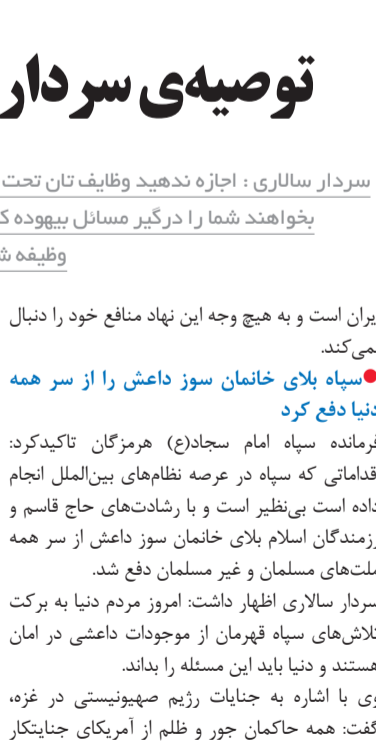 توصیه‌ی سردار
سردار سالاری : اجازه ندهید وظایف تان تحت
بخواهند شما را درگیر مسائل بیهوده ک
وظیفه ش
یران است و به هیچ وجه این نهاد منافع خود را دنبال
نمی‌کند.
●سپاه بلای خانمان سوز داعش را از سر همه
دنیا دفع کرد
فرمانده سپاه امام سجاد(ع) هرمزگان تاکیدکرد:
قداماتی که سپاه در عرصه نظام‌های بین‌الملل انجام
داده است بی‌نظیر است و با رشادت‌های حاج قاسم و
رزمندگان اسلام بلای خانمان سوز داعش از سر همه
ملت‌های مسلمان و غیر مسلمان دفع شد.
سردار سالاری اظهار داشت: امروز مردم دنیا به برکت
تلاش‌های سپاه قهرمان از موجودات داعشی در امان
هستند و دنیا باید این مسئله را بداند.
وی با اشاره به جنایات رژیم صهیونیستی در غزه،
گفت: همه حاکمان جور و ظلم از آمریکای جنایتکار